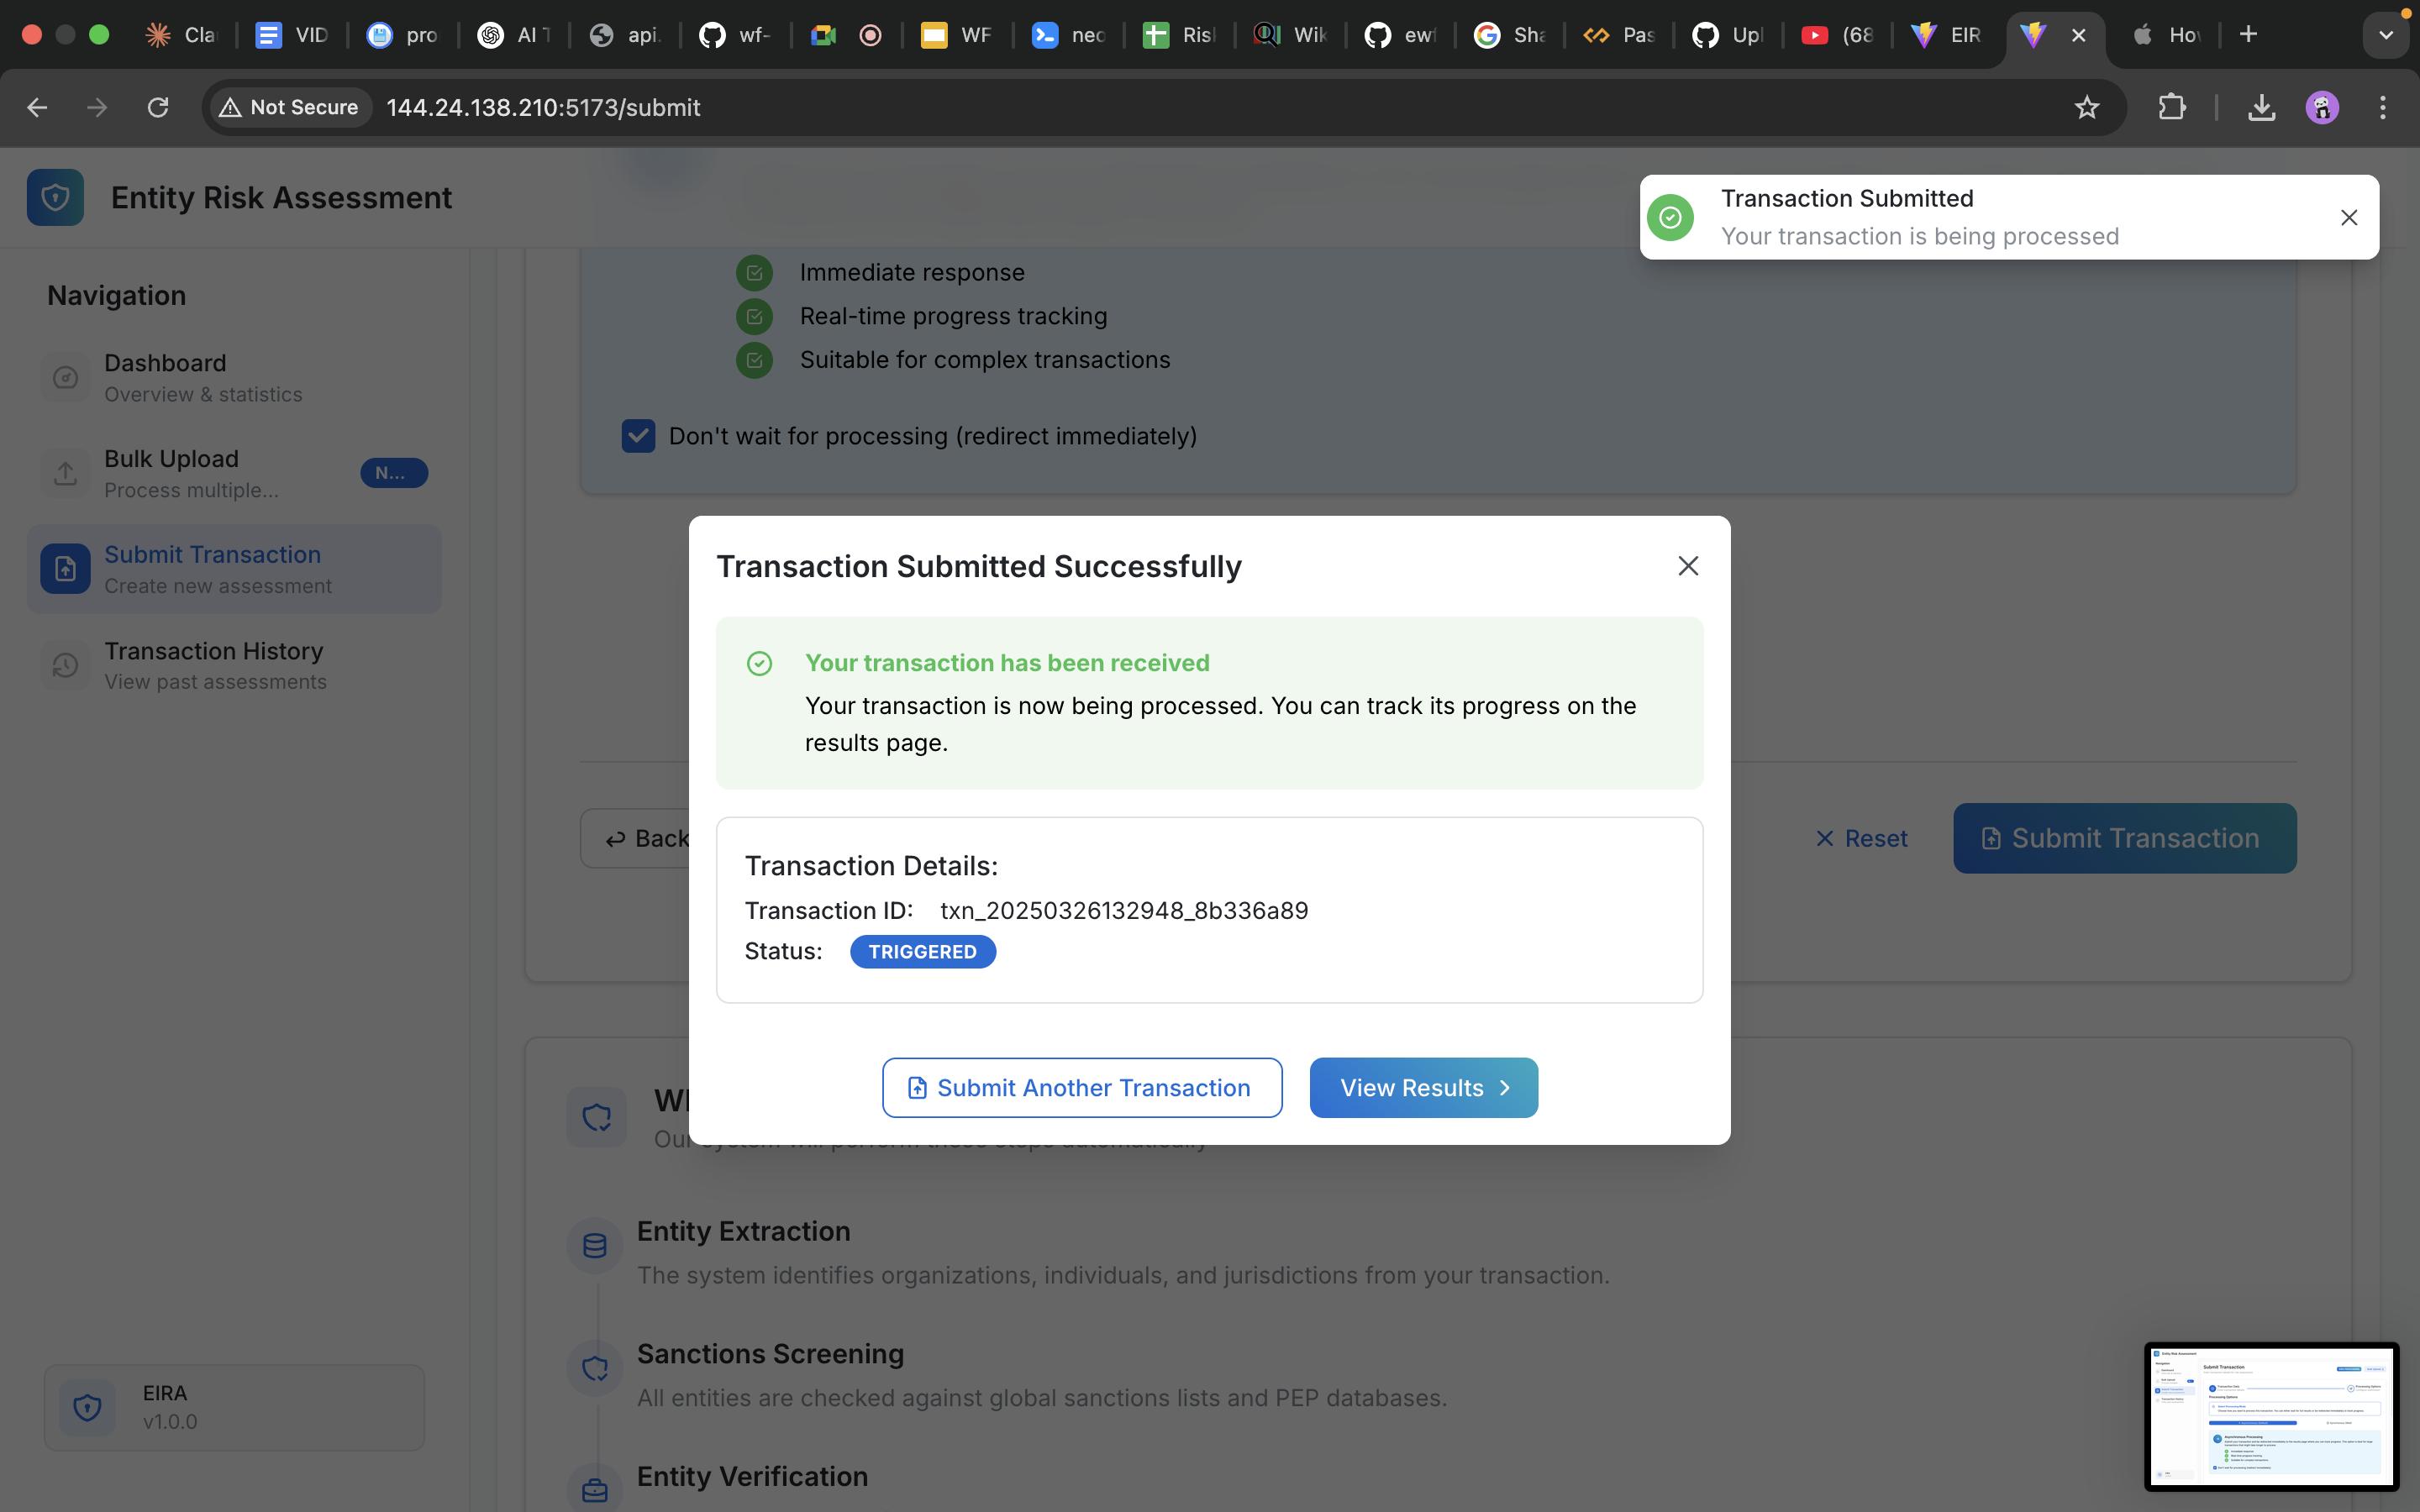 Cla
VID
pro
AI T
api.
wf-
WF
neo
Ris
Wik
ewf
Sha
Pas
Upl
(68
EIR
Hov
Not Secure
144.24.138.210:5173/submit
Entity Risk Assessment
Transaction Submitted
Your transaction is being processed
Navigation
Dashboard
Overview & statistics
Bulk Upload
Process multiple...
N...
Submit Transaction
Create new assessment
Transaction History
View past assessments
EIRA
v1.0.0
Immediate response
Real-time progress tracking
Suitable for complex transactions
Don't wait for processing (redirect immediately)
Transaction Submitted Successfully
Your transaction has been received
Your transaction is now being processed. You can track its progress on the
results page.
Transaction Details:
Transaction ID: txn_20250326132948_8b336a89
Status: TRIGGERED
Submit Another Transaction
View Results
Back
Reset
Submit Transaction
Entity Extraction
The system identifies organizations, individuals, and jurisdictions from your transaction.
Sanctions Screening
All entities are checked against global sanctions lists and PEP databases.
Entity Verification